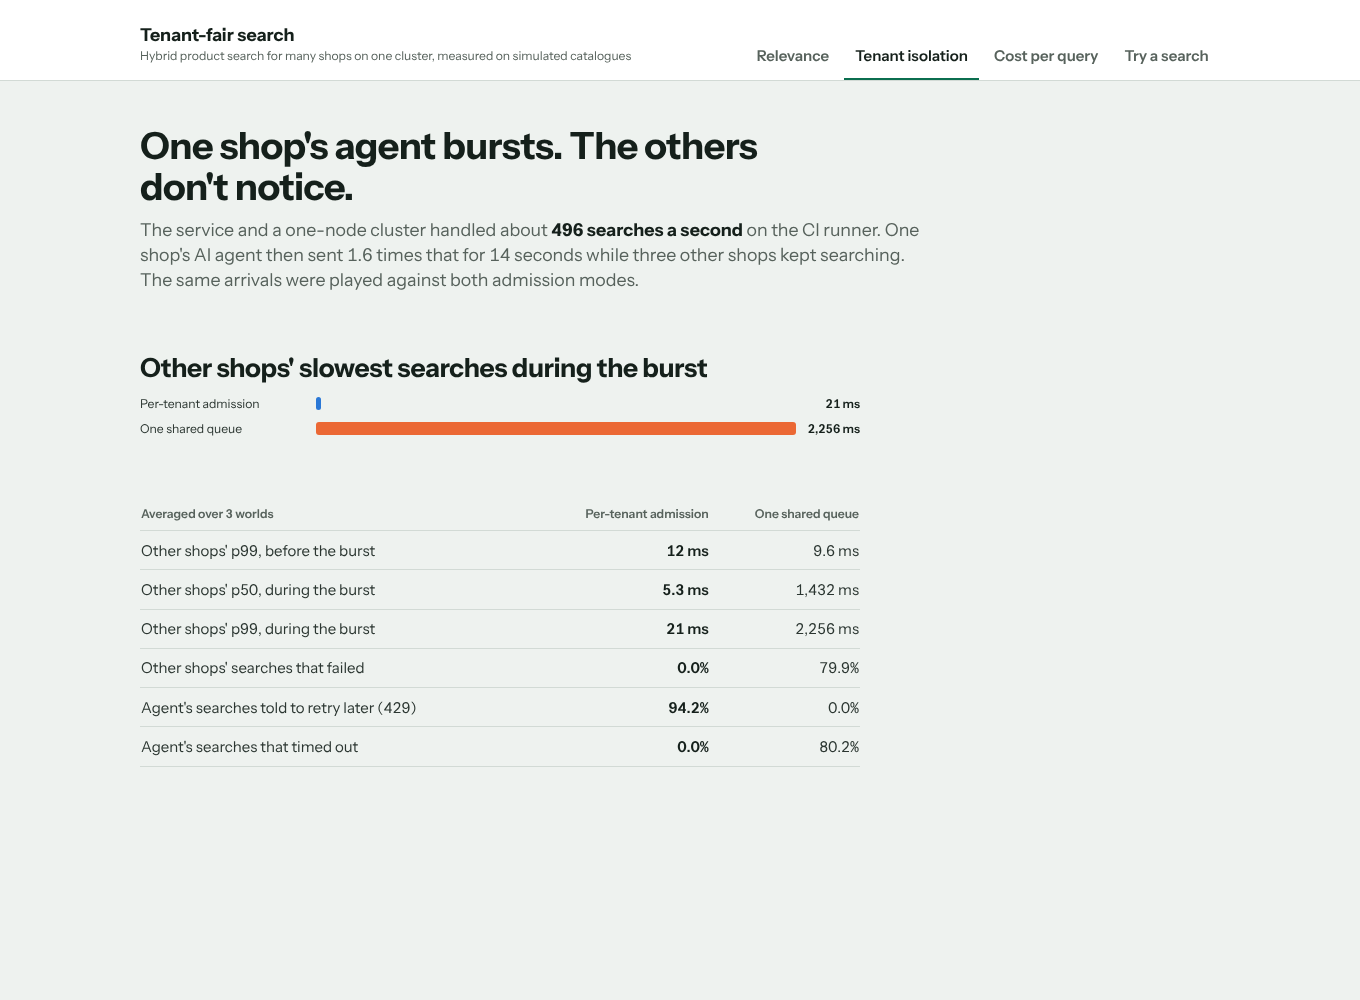 Tenant-fair search
Hybrid product search for many shops on one cluster, measured on simulated catalogues
Relevance Tenant isolation Cost per query Try a search
One shop's agent bursts. The others
don't notice.
The service and a one-node cluster handled about 496 searches a second on the CI runner. One
shop's AI agent then sent 1.6 times that for 14 seconds while three other shops kept searching.
The same arrivals were played against both admission modes.
Other shops' slowest searches during the burst
Per-tenant admission 21 ms
One shared queue 2,256 ms
Averaged over 3 worlds Per-tenant admission One shared queue
Other shops' p99, before the burst 12 ms 9.6 ms
Other shops' p50, during the burst 5.3 ms 1,432 ms
Other shops' p99, during the burst 21 ms 2,256 ms
Other shops' searches that failed 0.0% 79.9%
Agent's searches told to retry later (429) 94.2% 0.0%
Agent's searches that timed out 0.0% 80.2%